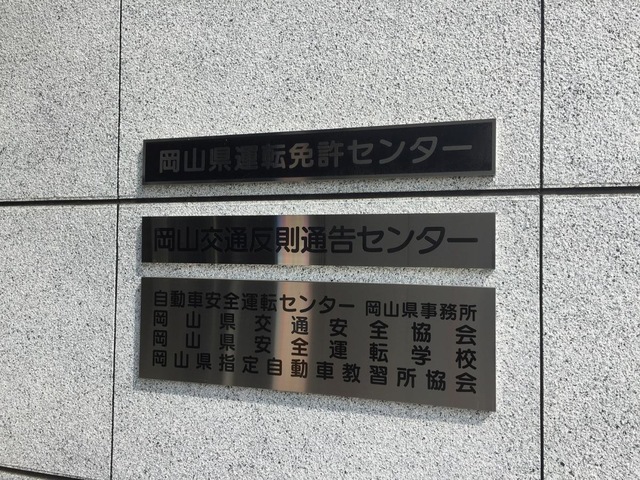 岡山県運転免許センター
岡山交通反則通告センター
自動車安全運転センター 岡山県事務所
岡山県交通安全協会
岡山県安全運転学校
岡山県指定自動車教習所協会